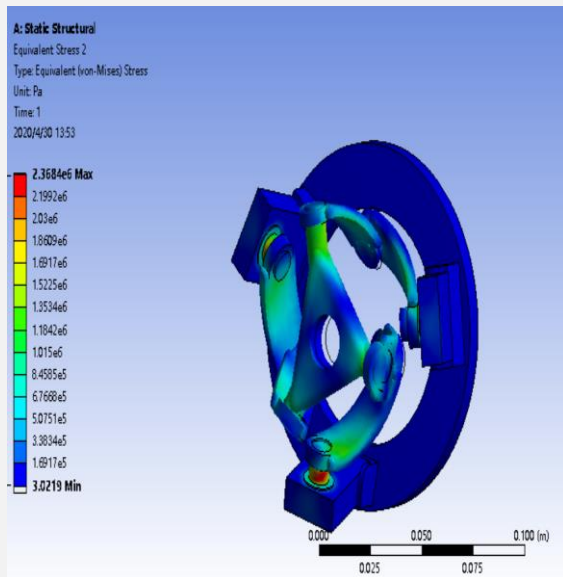 A: Static Structural
Equivalent Stress 2
Type: Equivalent (von-Mises) Stress
Unit: Pa
Time: 1
2020/4/30 13:53
2.3684e6 Max
2.1992e6
2.03e6
1.8609e6
1.6917e6
1.5225e6
1.3534e6
1.1842e6
1.015e6
8.4585e5
6.7668e5
5.0751e5
3.3834e5
1.6917e5
3.0219 Min
0.000 0.050 0.100 (m)
0.025 0.075